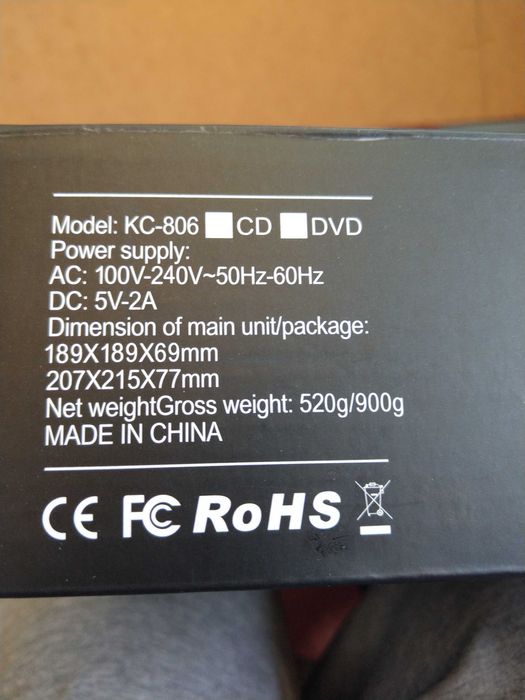 Model: KC-806 CD DVD
Power supply:
AC: 100V-240V~50Hz-60Hz
DC: 5V-2A
Dimension of main unit/package:
189X189X69mm
207X215X77mm
Net weightGross weight: 520g/900g
MADE IN CHINA
CE FC RoHS